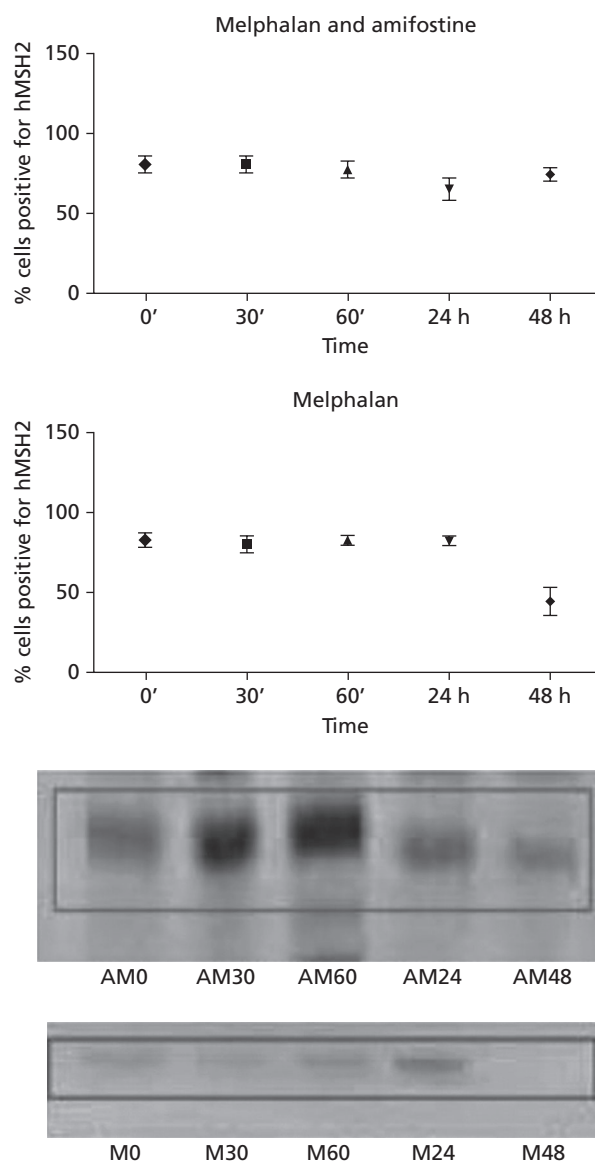 Melphalan and amifostine
% cells positive for hMSH2
150
100
50
0
0′ 30′ 60′ 24 h 48 h
Time
Melphalan
% cells positive for hMSH2
150
100
50
0
0′ 30′ 60′ 24 h 48 h
Time
AM0 AM30 AM60 AM24 AM48
M0 M30 M60 M24 M48